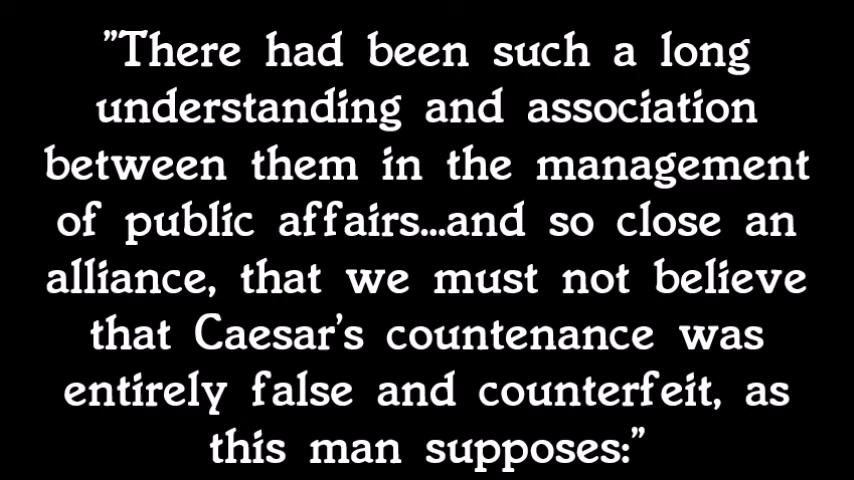 ”There had been such a long
understanding and association
between them in the management
of public affairs...and so close an
alliance, that we must not believe
that Caesar’s countenance was
entirely false and counterfeit, as
this man supposes:”